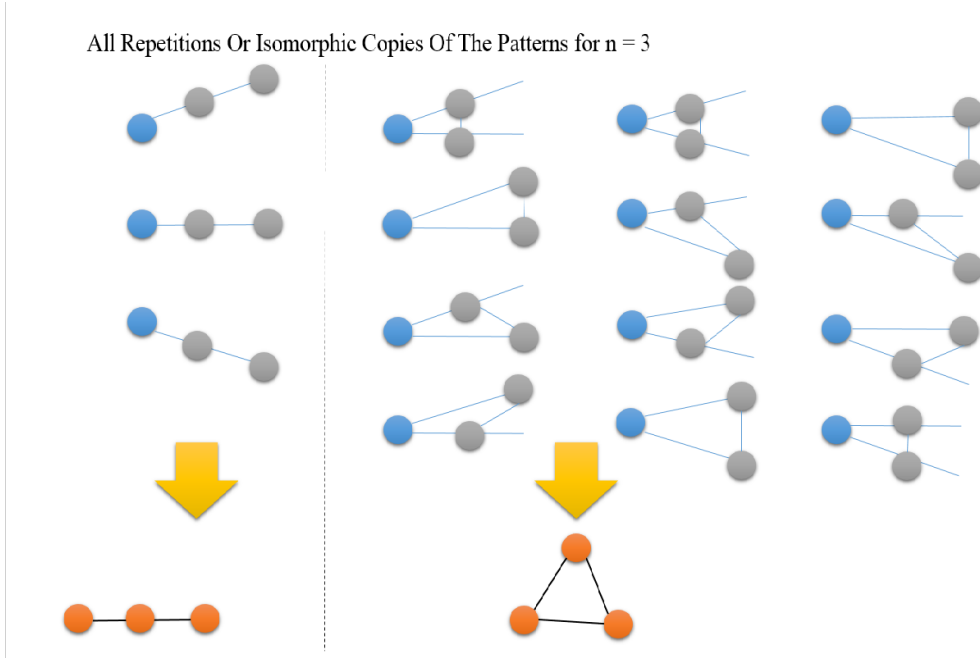 All Repetitions Or Isomorphic Copies Of The Patterns for n = 3